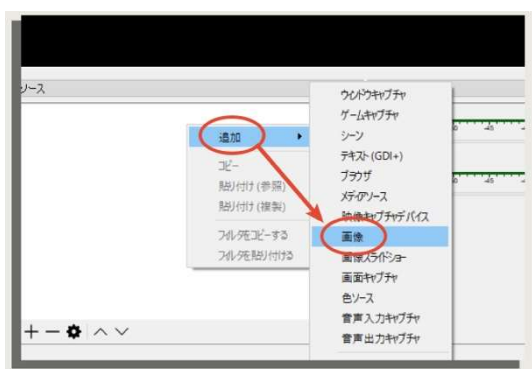 ソース
追加
コピー
貼り付け (参照)
貼り付け (複製)
フィルタをコピーする
フィルタを貼り付ける
ウィンドウキャプチャ
ゲームキャプチャ
シーン
テキスト (GDI+)
ブラウザ
メディアソース
映像キャプチャデバイス
画像
画像スライドショー
画面キャプチャ
色ソース
音声入力キャプチャ
音声出力キャプチャ
-45
-45